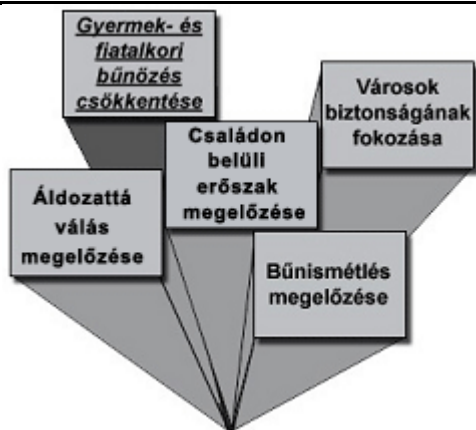 Gyermek- és
fiatalkori
bűnözés
csökkentése
Városok
biztonságának
fokozása
Családon
belüli
erőszak
megelőzése
Áldozattá
válás
megelőzése
Bűnismétlés
megelőzése